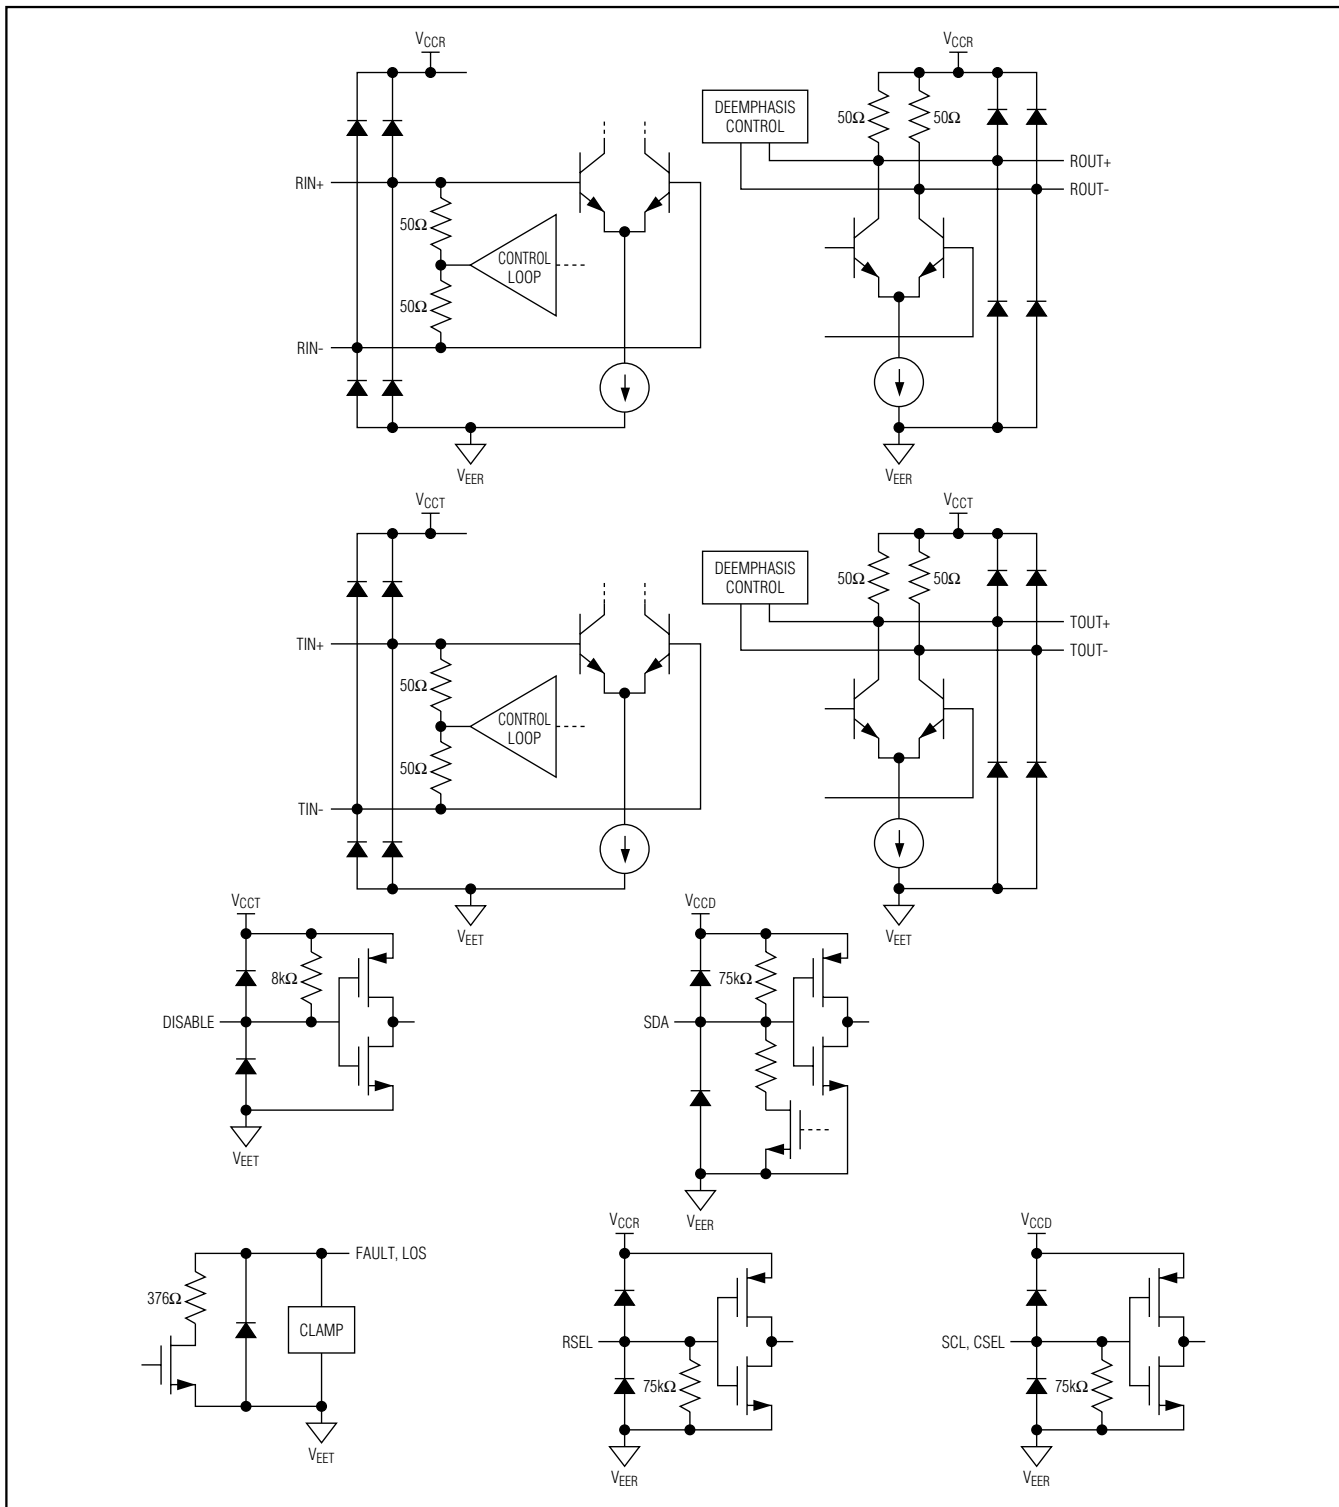 VCCR
VCCR
DEEMPHASIS
CONTROL
50Ω
50Ω
ROUT+
ROUT-
RIN+
50Ω
CONTROL
LOOP
50Ω
RIN-
VEER
VEER
VCCT
VCCT
DEEMPHASIS
CONTROL
50Ω
50Ω
TOUT+
TOUT-
TIN+
50Ω
CONTROL
LOOP
50Ω
TIN-
VEET
VEET
VCCT
8kΩ
DISABLE
VEET
VCCD
75kΩ
SDA
VEER
FAULT, LOS
376Ω
CLAMP
VEET
VCCR
RSEL
75kΩ
VEER
VCCD
SCL, CSEL
75kΩ
VEER